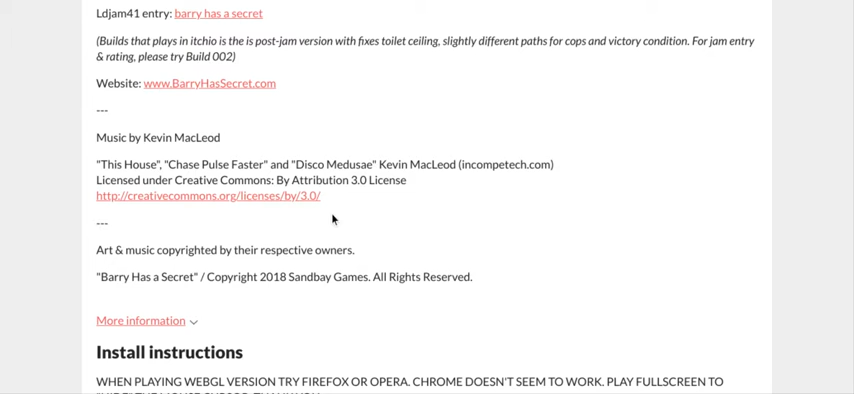 Ldjam41 entry: barry has a secret
(Builds that plays in itchio is the is post-jam version with fixes toilet ceiling, slightly different paths for cops and victory condition. For jam entry
& rating, please try Build 002)
Website: www.BarryHasSecret.com
---
Music by Kevin MacLeod
"This House", "Chase Pulse Faster" and "Disco Medusae" Kevin MacLeod (incompetech.com)
Licensed under Creative Commons: By Attribution 3.0 License
http://creativecommons.org/licenses/by/3.0/
---
Art & music copyrighted by their respective owners.
"Barry Has a Secret" / Copyright 2018 Sandbay Games. All Rights Reserved.
More information
Install instructions
WHEN PLAYING WEBGL VERSION TRY FIREFOX OR OPERA. CHROME DOESN'T SEEM TO WORK. PLAY FULLSCREEN TO